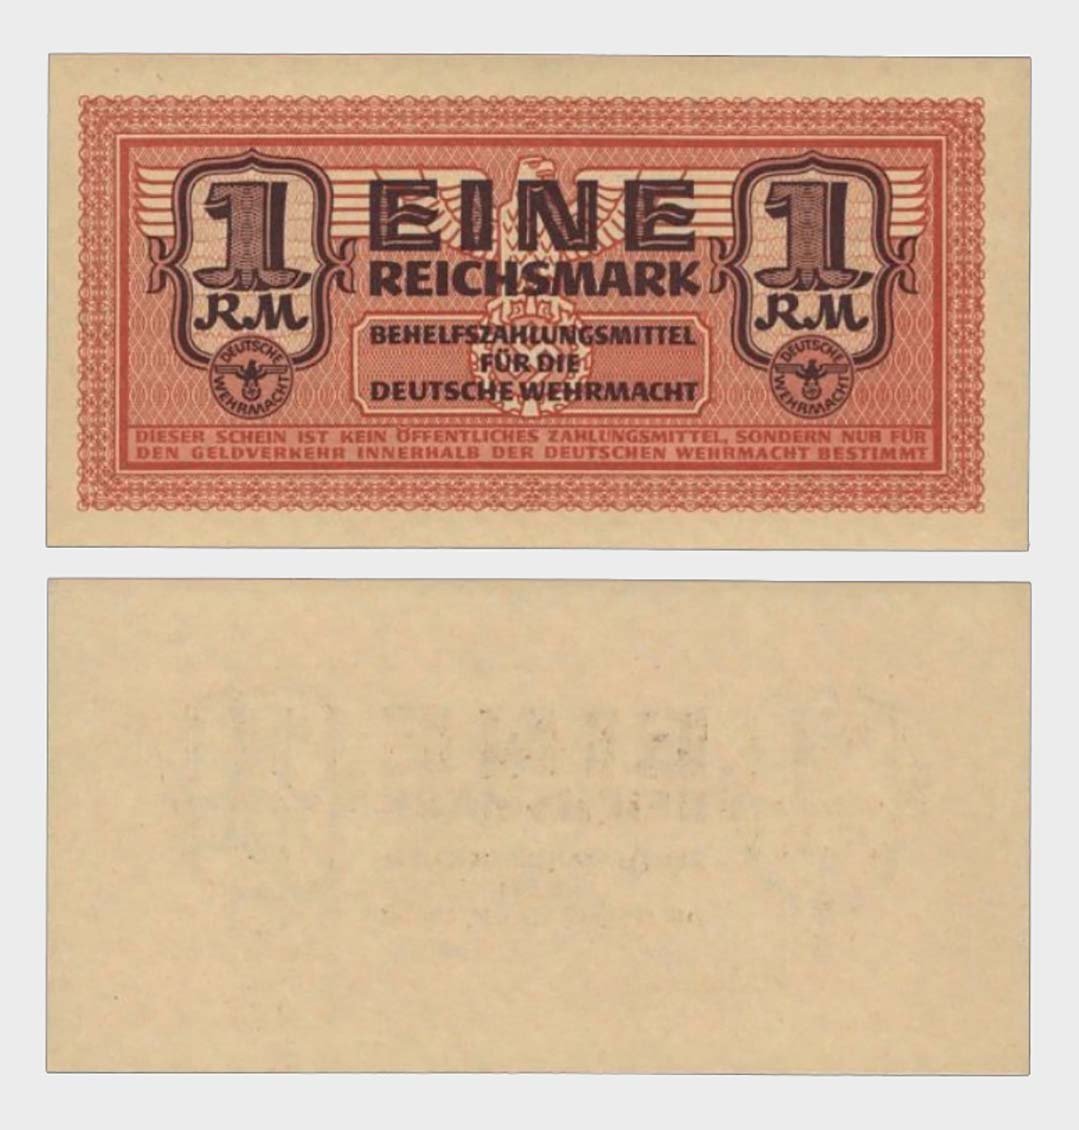 1 EINE 1
REICHSMARK
RM RM
BEHELFSZAHLUNGSMITTEL
FÜR DIE
DEUTSCHE WEHRMACHT
DEUTSCHE WEHRMACHT
DEUTSCHE WEHRMACHT
DIESER SCHEIN IST KEIN ÖFFENTLICHES ZAHLUNGSMITTEL, SONDERN NUR FÜR
DEN GELDVERKEHR INNERHALB DER DEUTSCHEN WEHRMACHT BESTIMMT